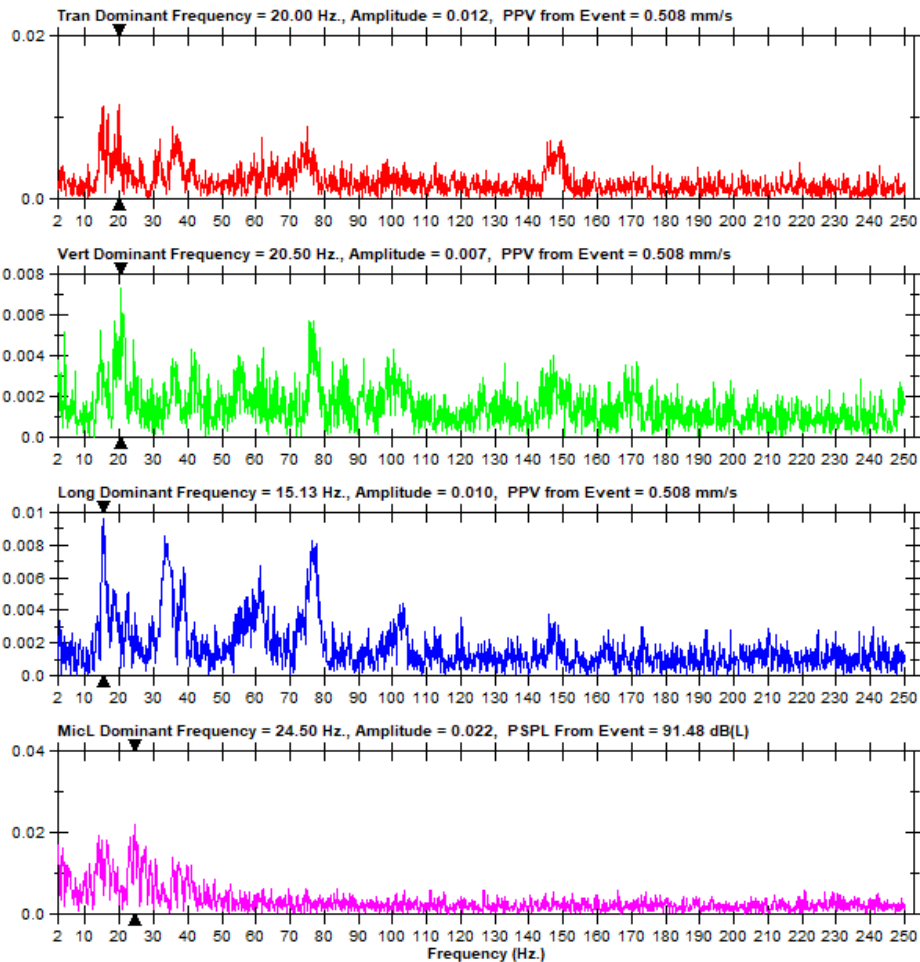 Tran Dominant Frequency = 20.00 Hz., Amplitude = 0.012, PPV from Event = 0.508 mm/s
0.02
0.0
2 10 20 30 40 50 60 70 80 90 100 110 120 130 140 150 160 170 180 190 200 210 220 230 240 250
Vert Dominant Frequency = 20.50 Hz., Amplitude = 0.007, PPV from Event = 0.508 mm/s
0.008
0.006
0.004
0.002
0.0
2 10 20 30 40 50 60 70 80 90 100 110 120 130 140 150 160 170 180 190 200 210 220 230 240 250
Long Dominant Frequency = 15.13 Hz., Amplitude = 0.010, PPV from Event = 0.508 mm/s
0.01
0.008
0.006
0.004
0.002
0.0
2 10 20 30 40 50 60 70 80 90 100 110 120 130 140 150 160 170 180 190 200 210 220 230 240 250
MicL Dominant Frequency = 24.50 Hz., Amplitude = 0.022, PSPL From Event = 91.48 dB(L)
0.04
0.02
0.0
2 10 20 30 40 50 60 70 80 90 100 110 120 130 140 150 160 170 180 190 200 210 220 230 240 250
Frequency (Hz.)